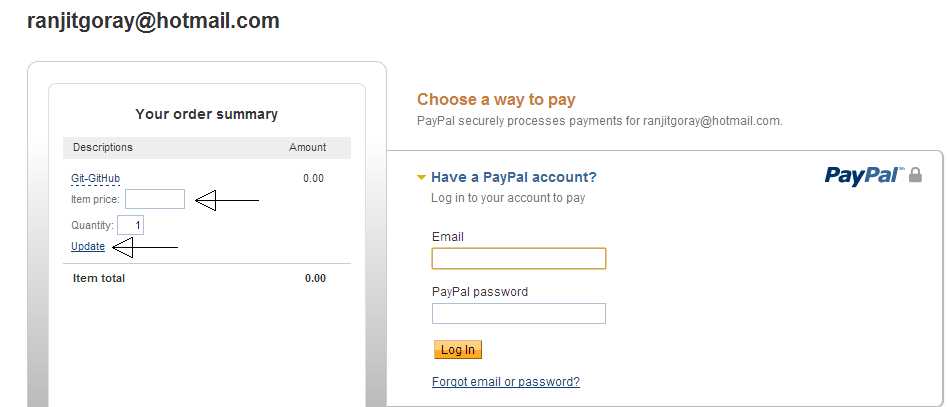 ranjitgoray@hotmail.com
Your order summary
Descriptions Amount
Git-GitHub 0.00
Item price:
Quantity: 1
Update
Item total 0.00
Choose a way to pay
PayPal securely processes payments for ranjitgoray@hotmail.com.
Have a PayPal account? PayPal™
Log in to your account to pay
Email
PayPal password
Log In
Forgot email or password?